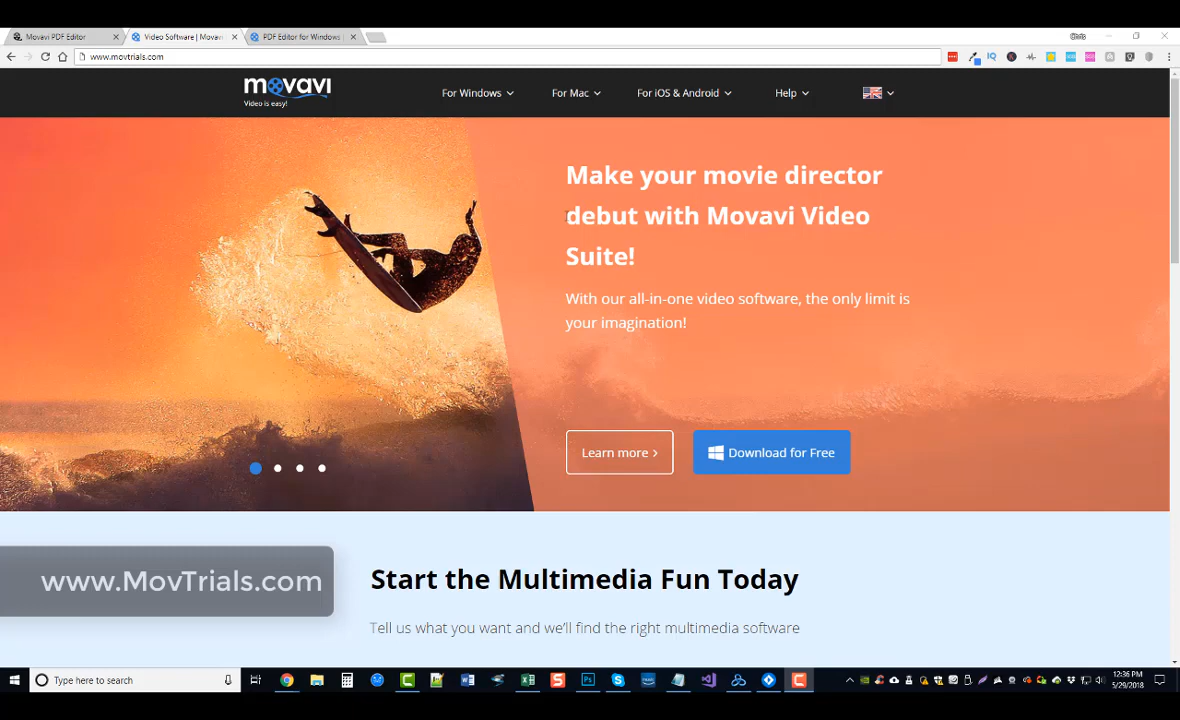 Movavi PDF Editor
Video Software | Movavi
PDF Editor for Windows |
Chris
www.movtrials.com
movavi
Video is easy!
For Windows
For Mac
For iOS & Android
Help
Make your movie director
debut with Movavi Video
Suite!
With our all-in-one video software, the only limit is
your imagination!
Learn more
Download for Free
www.MovTrials.com
Start the Multimedia Fun Today
Tell us what you want and we'll find the right multimedia software
Type here to search
12:36 PM
5/29/2018